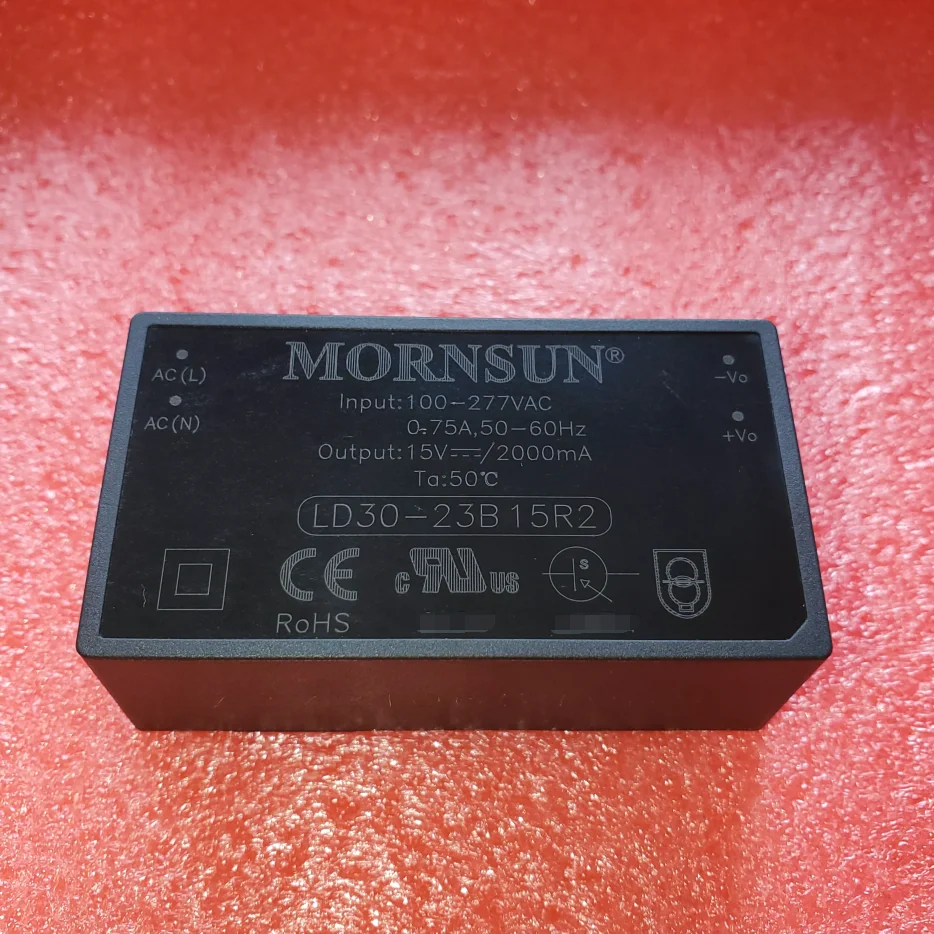 MORNSUN®
AC(L)
AC(N)
-Vo
+Vo
Input:100-277VAC
0.75A,50-60Hz
Output:15V⎓/2000mA
Ta:50℃
LD30-23B15R2
CE
c RU US
S
RoHS